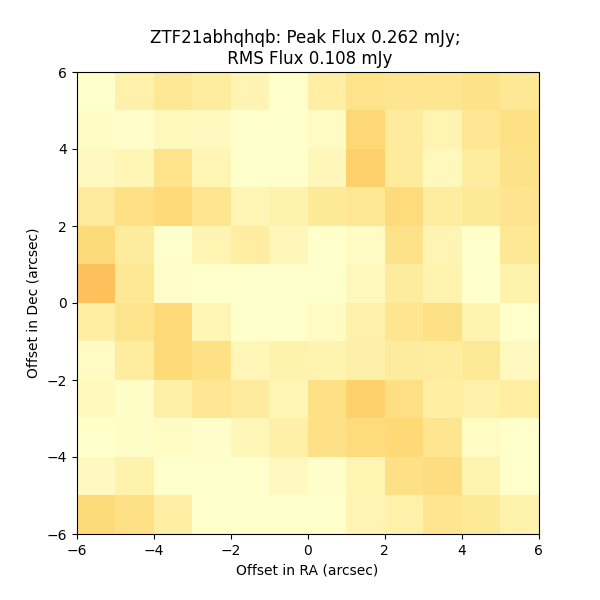 ZTF21abhqhqb: Peak Flux 0.262 mJy;
RMS Flux 0.108 mJy
6
4
2
0
−2
−4
−6
Offset in Dec (arcsec)
−6 −4 −2 0 2 4 6
Offset in RA (arcsec)